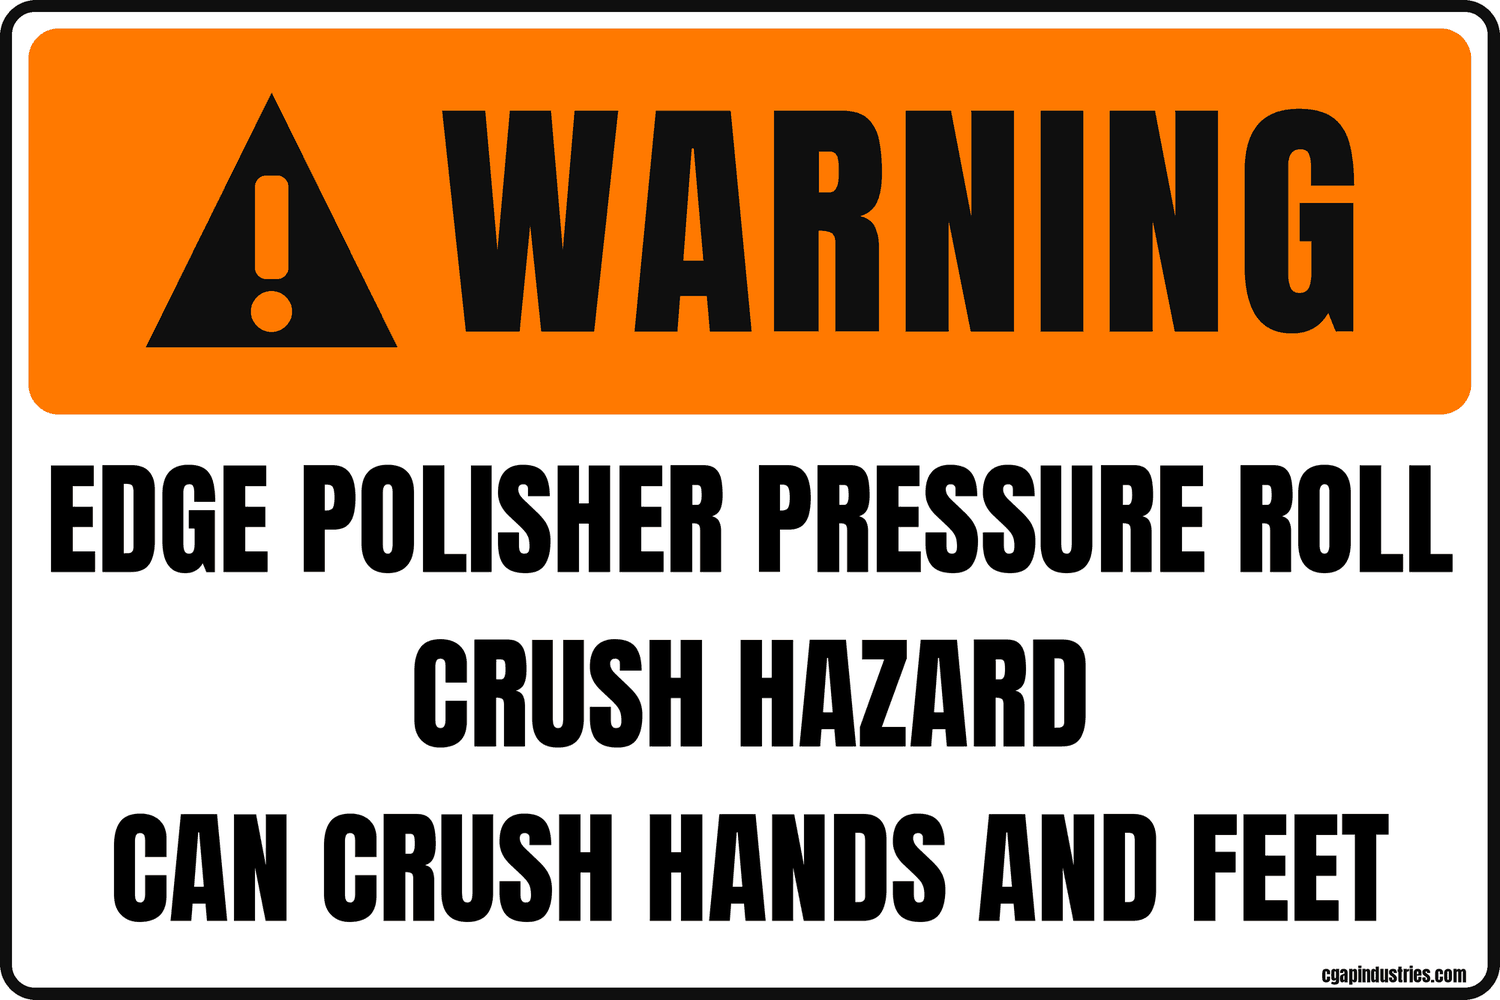 WARNING
EDGE POLISHER PRESSURE ROLL
CRUSH HAZARD
CAN CRUSH HANDS AND FEET
cgapindustries.com